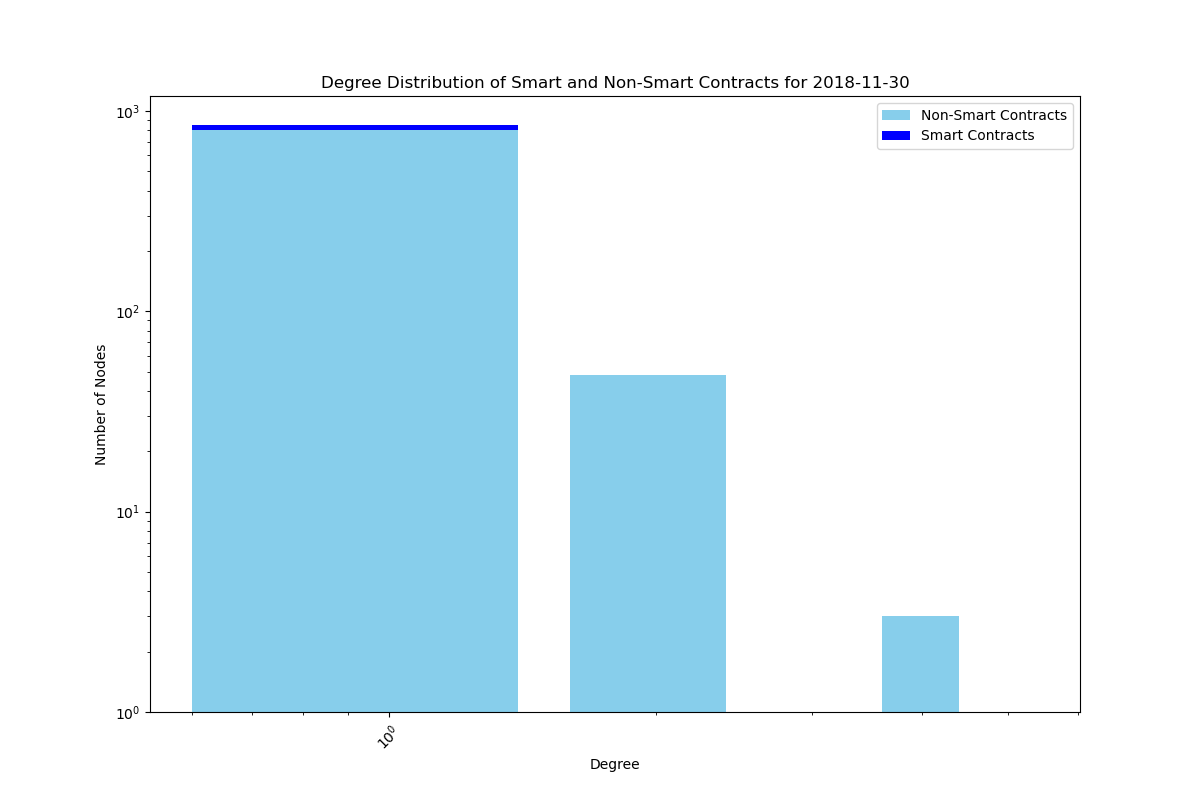 Degree Distribution of Smart and Non-Smart Contracts for 2018-11-30
Non-Smart Contracts
Smart Contracts
10³
10²
10¹
10⁰
Number of Nodes
10⁰
Degree